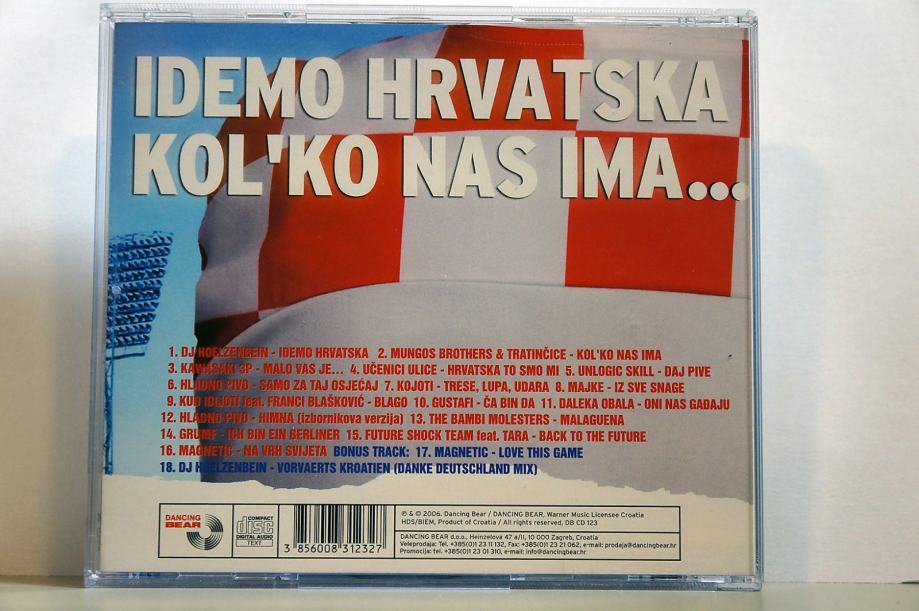 IDEMO HRVATSKA
KOL'KO NAS IMA...
1. DJ HOELZENBEIN - IDEMO HRVATSKA 2. MUNGOS BROTHERS & TRATINČICE - KOL'KO NAS IMA
3. KAWASAKI 3P - MALO VAS JE... 4. UČENICI ULICE - HRVATSKA TO SMO MI 5. UNLOGIC SKILL - DAJ PIVE
6. HLADNO PIVO - SAMO ZA TAJ OSJEĆAJ 7. KOJOTI - TRESE, LUPA, UDARA 8. MAJKE - IZ SVE SNAGE
9. KUD IDIJOTI feat. FRANCI BLAŠKOVIĆ - BLAGO 10. GUSTAFI - ČA BIN DA 11. DALEKA OBALA - ONI NAS GAĐAJU
12. HLADNO PIVO - HIMNA (izbornikova verzija) 13. THE BAMBI MOLESTERS - MALAGUENA
14. GRUMF - ICH BIN EIN BERLINER 15. FUTURE SHOCK TEAM feat. TARA - BACK TO THE FUTURE
16. MAGNETIC - NA VRH SVIJETA BONUS TRACK: 17. MAGNETIC - LOVE THIS GAME
18. DJ HOELZENBEIN - VORVAERTS KROATIEN (DANKE DEUTSCHLAND MIX)
DANCING
BEAR
COMPACT
disc
DIGITAL AUDIO
TEXT
3 856008 312327
℗ & © 2006. Dancing Bear / DANCING BEAR, Warner Music Licensee Croatia
HDS/BIEM, Product of Croatia / All rights reserved, DB CD 123
DANCING BEAR d.o.o., Heinzelova 47 a/II, 10 000 Zagreb, Croatia
Veleprodaja: Tel. +385(0)1 23 11 132, Fax: +385(0)1 23 21 062, e-mail: prodaja@dancingbear.hr
Promocija: tel. +385(0)1 23 01 310, e-mail: info@dancingbear.hr